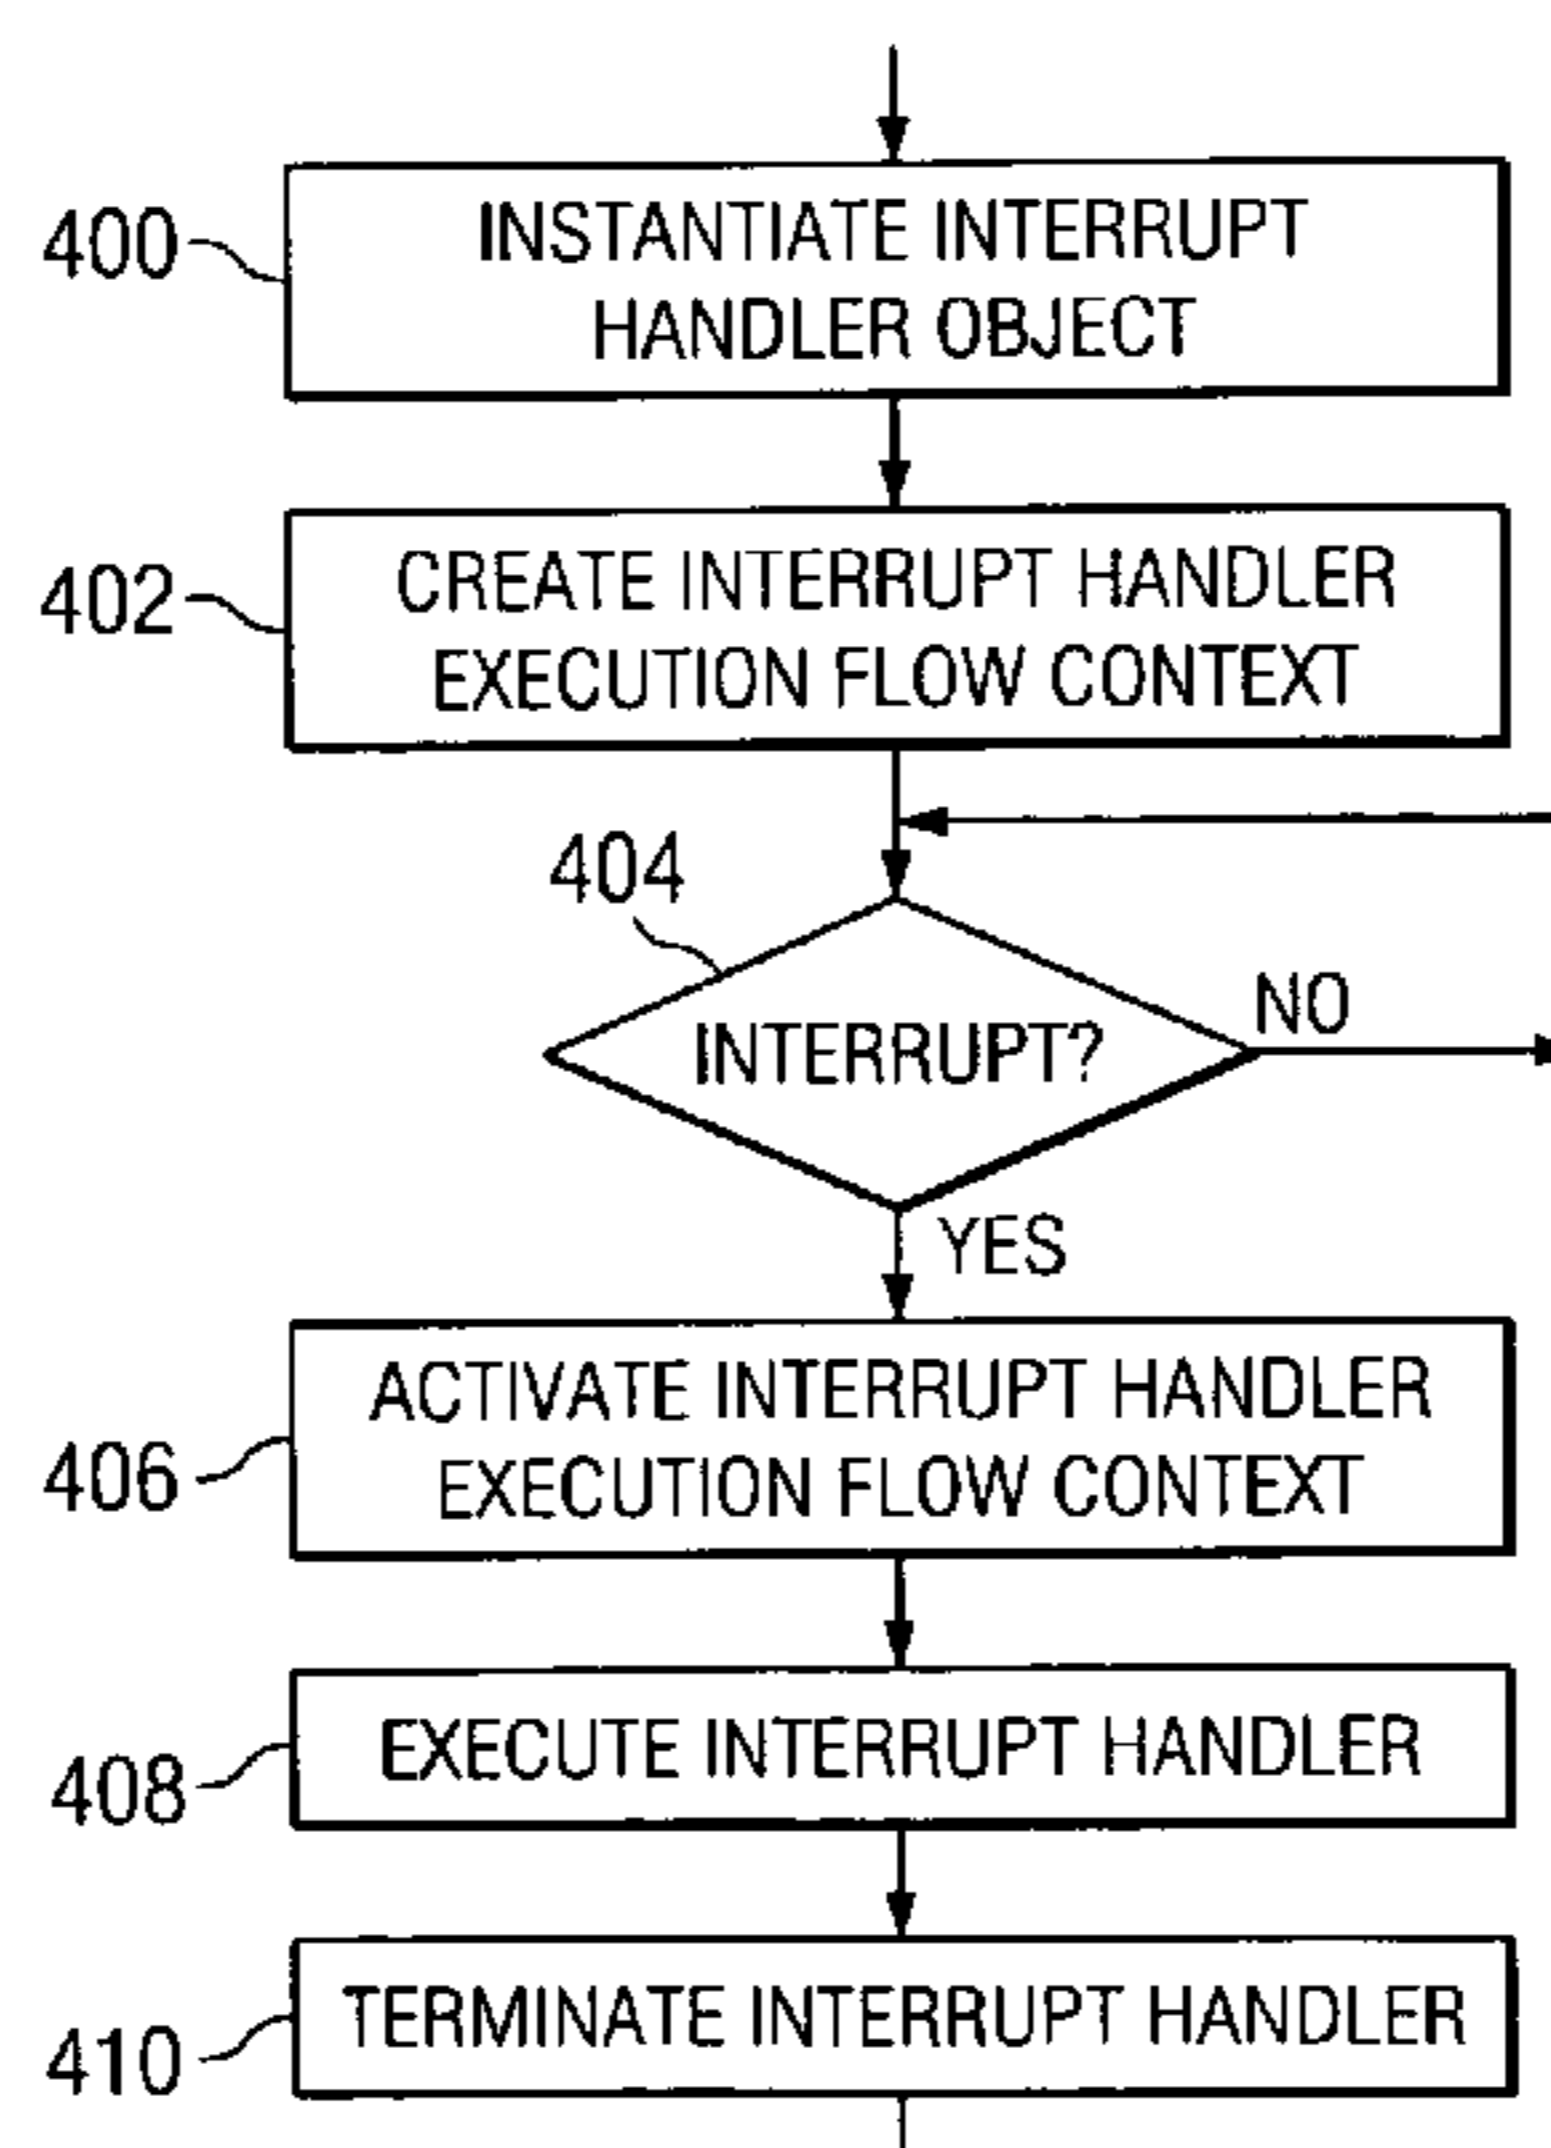 400
INSTANTIATE INTERRUPT
HANDLER OBJECT
402
CREATE INTERRUPT HANDLER
EXECUTION FLOW CONTEXT
404
INTERRUPT?
NO
YES
406
ACTIVATE INTERRUPT HANDLER
EXECUTION FLOW CONTEXT
408
EXECUTE INTERRUPT HANDLER
410
TERMINATE INTERRUPT HANDLER